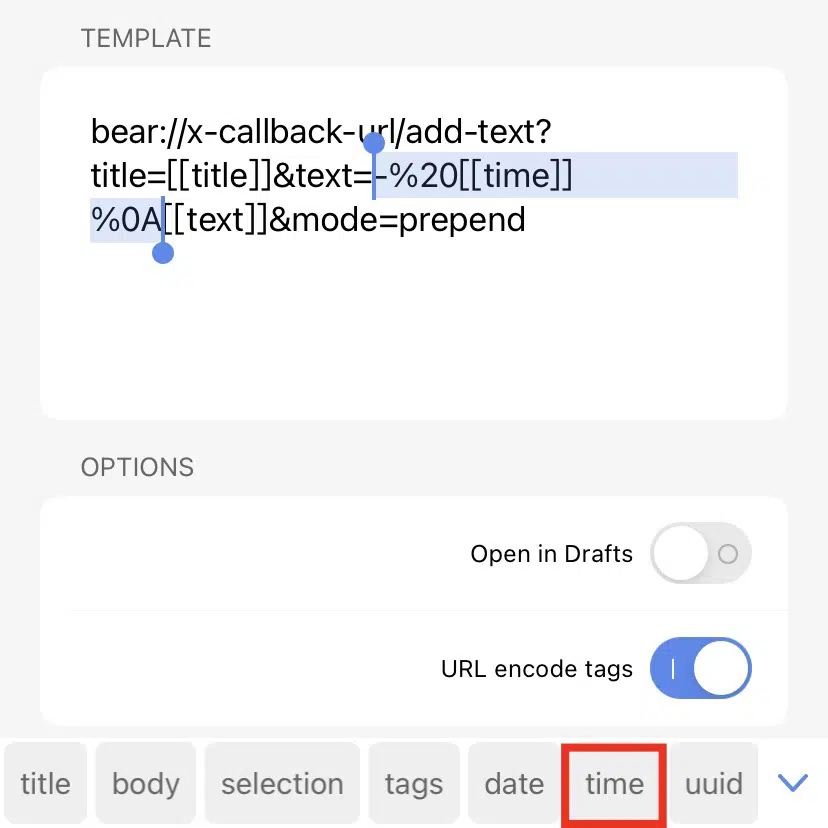 TEMPLATE
bear://x-callback-url/add-text?
title=[[title]]&text=-%20[[time]]
%0A[[text]]&mode=prepend
OPTIONS
Open in Drafts
URL encode tags
title body selection tags date time uuid